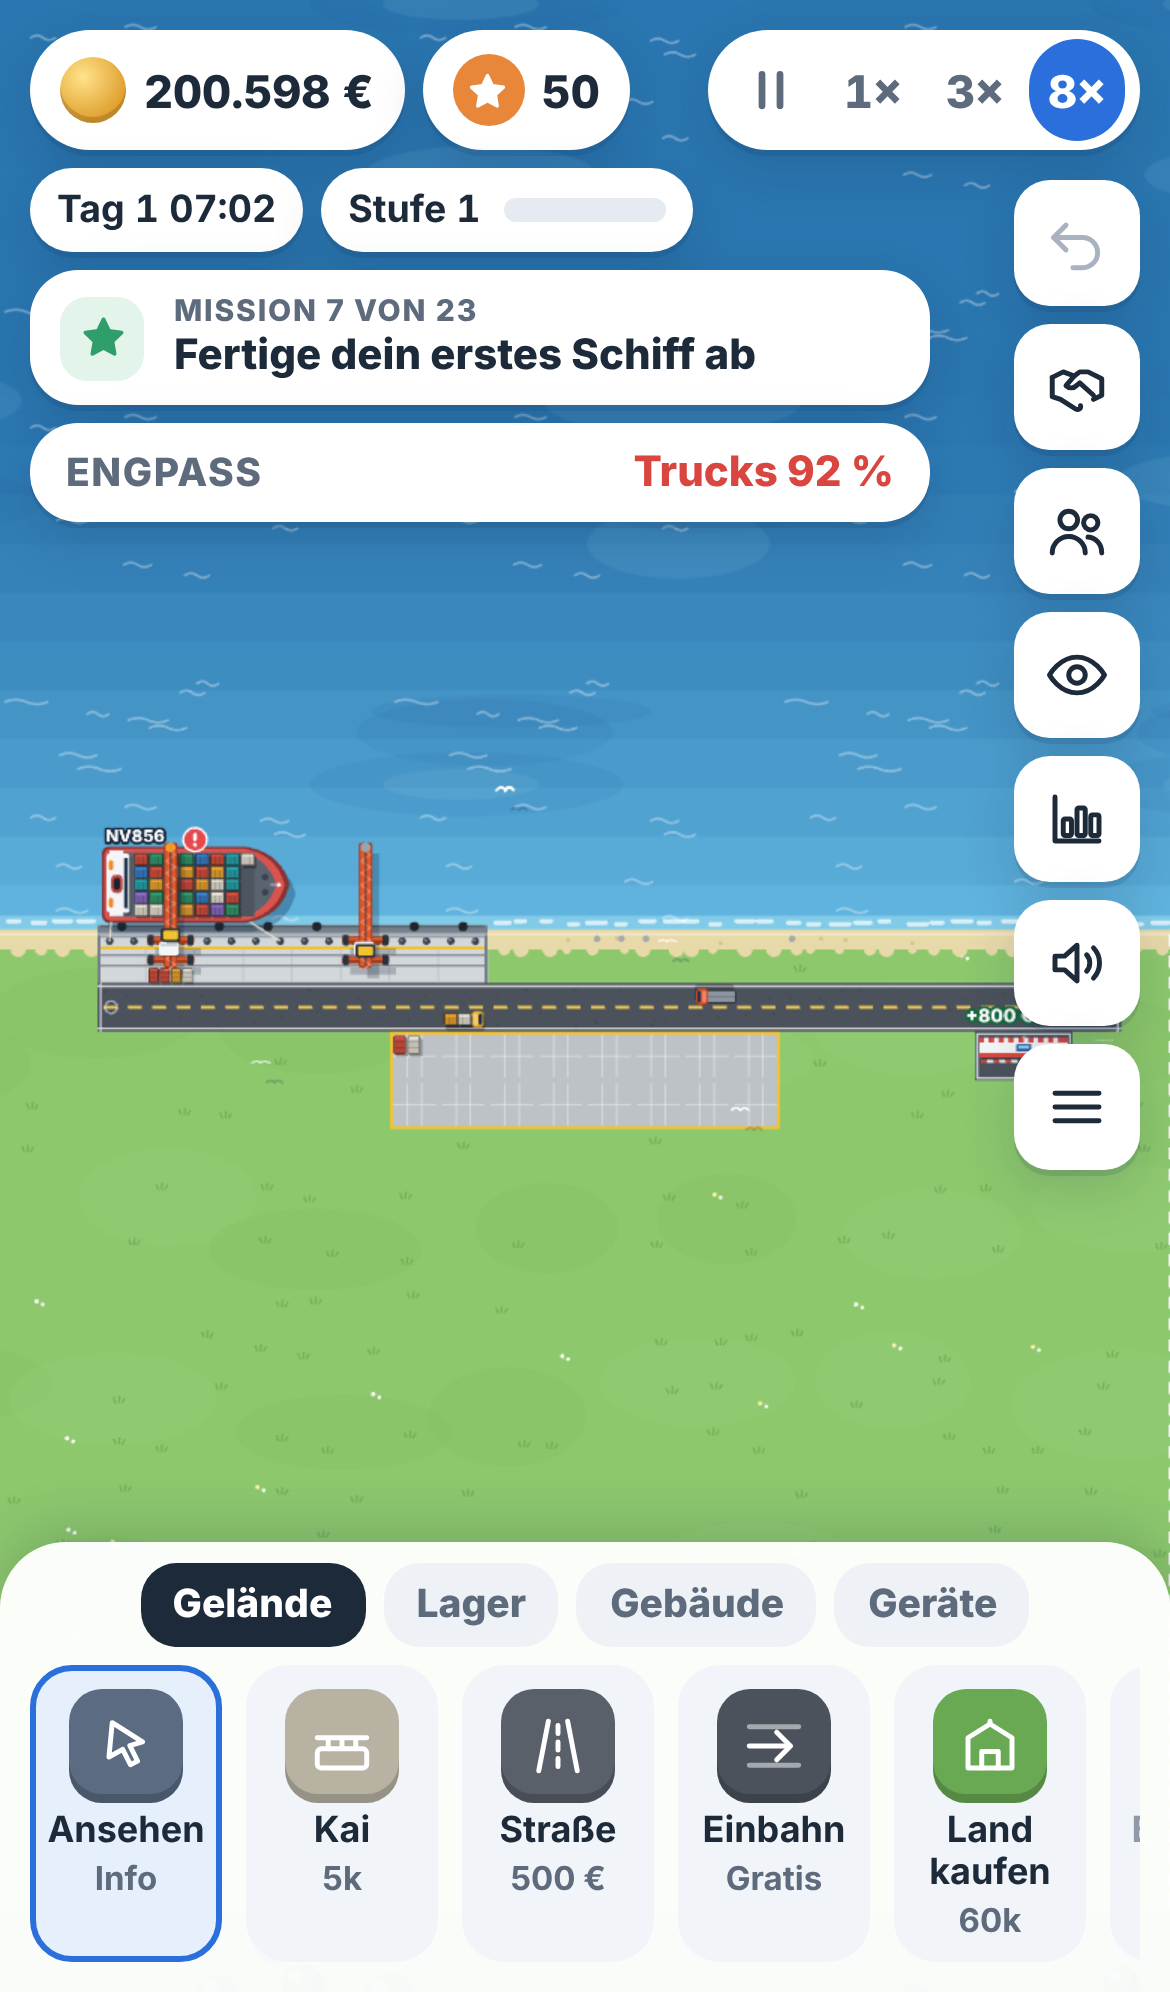 200.598 €
50
1×
3×
8×
Tag 1 07:02
Stufe 1
MISSION 7 VON 23
Fertige dein erstes Schiff ab
ENGPASS
Trucks 92 %
NV856
+800
Gelände
Lager
Gebäude
Geräte
Ansehen
Info
Kai
5k
Straße
500 €
Einbahn
Gratis
Land
kaufen
60k